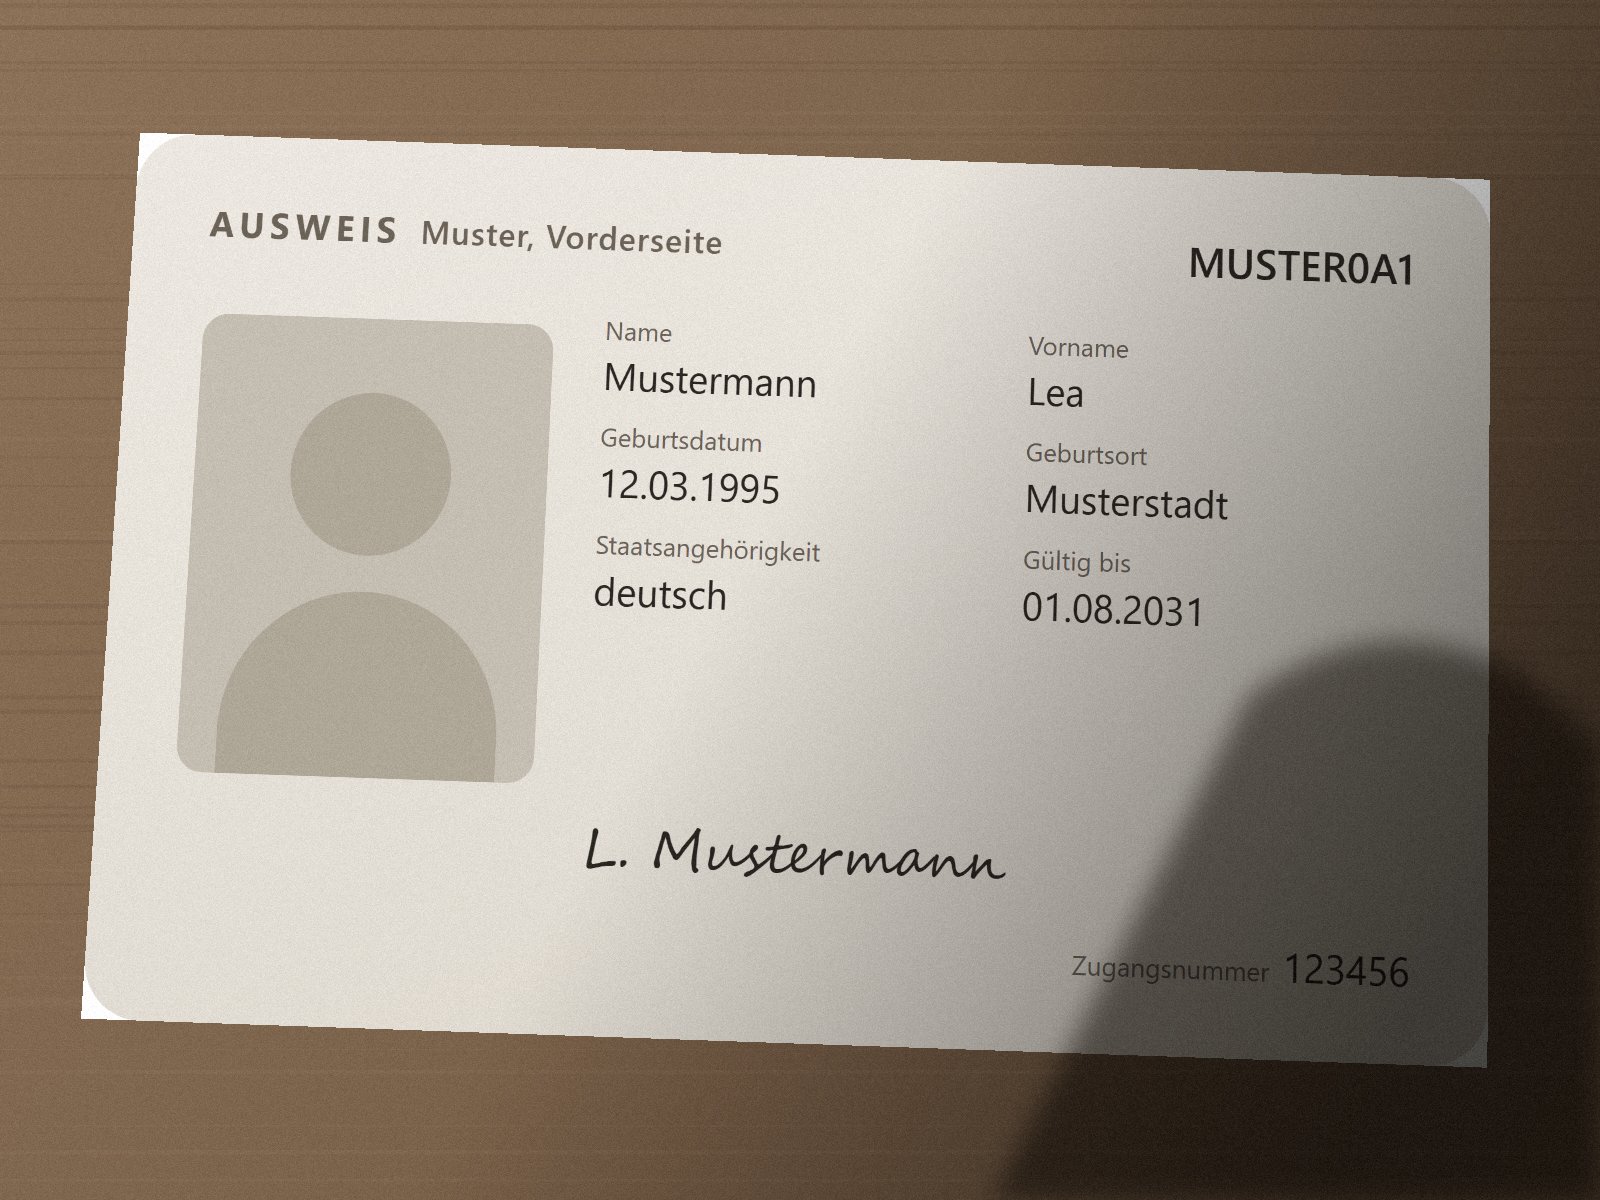 AUSWEIS Muster, Vorderseite
MUSTER0A1
Name
Mustermann
Vorname
Lea
Geburtsdatum
12.03.1995
Geburtsort
Musterstadt
Staatsangehörigkeit
deutsch
Gültig bis
01.08.2031
L. Mustermann
Zugangsnummer 123456